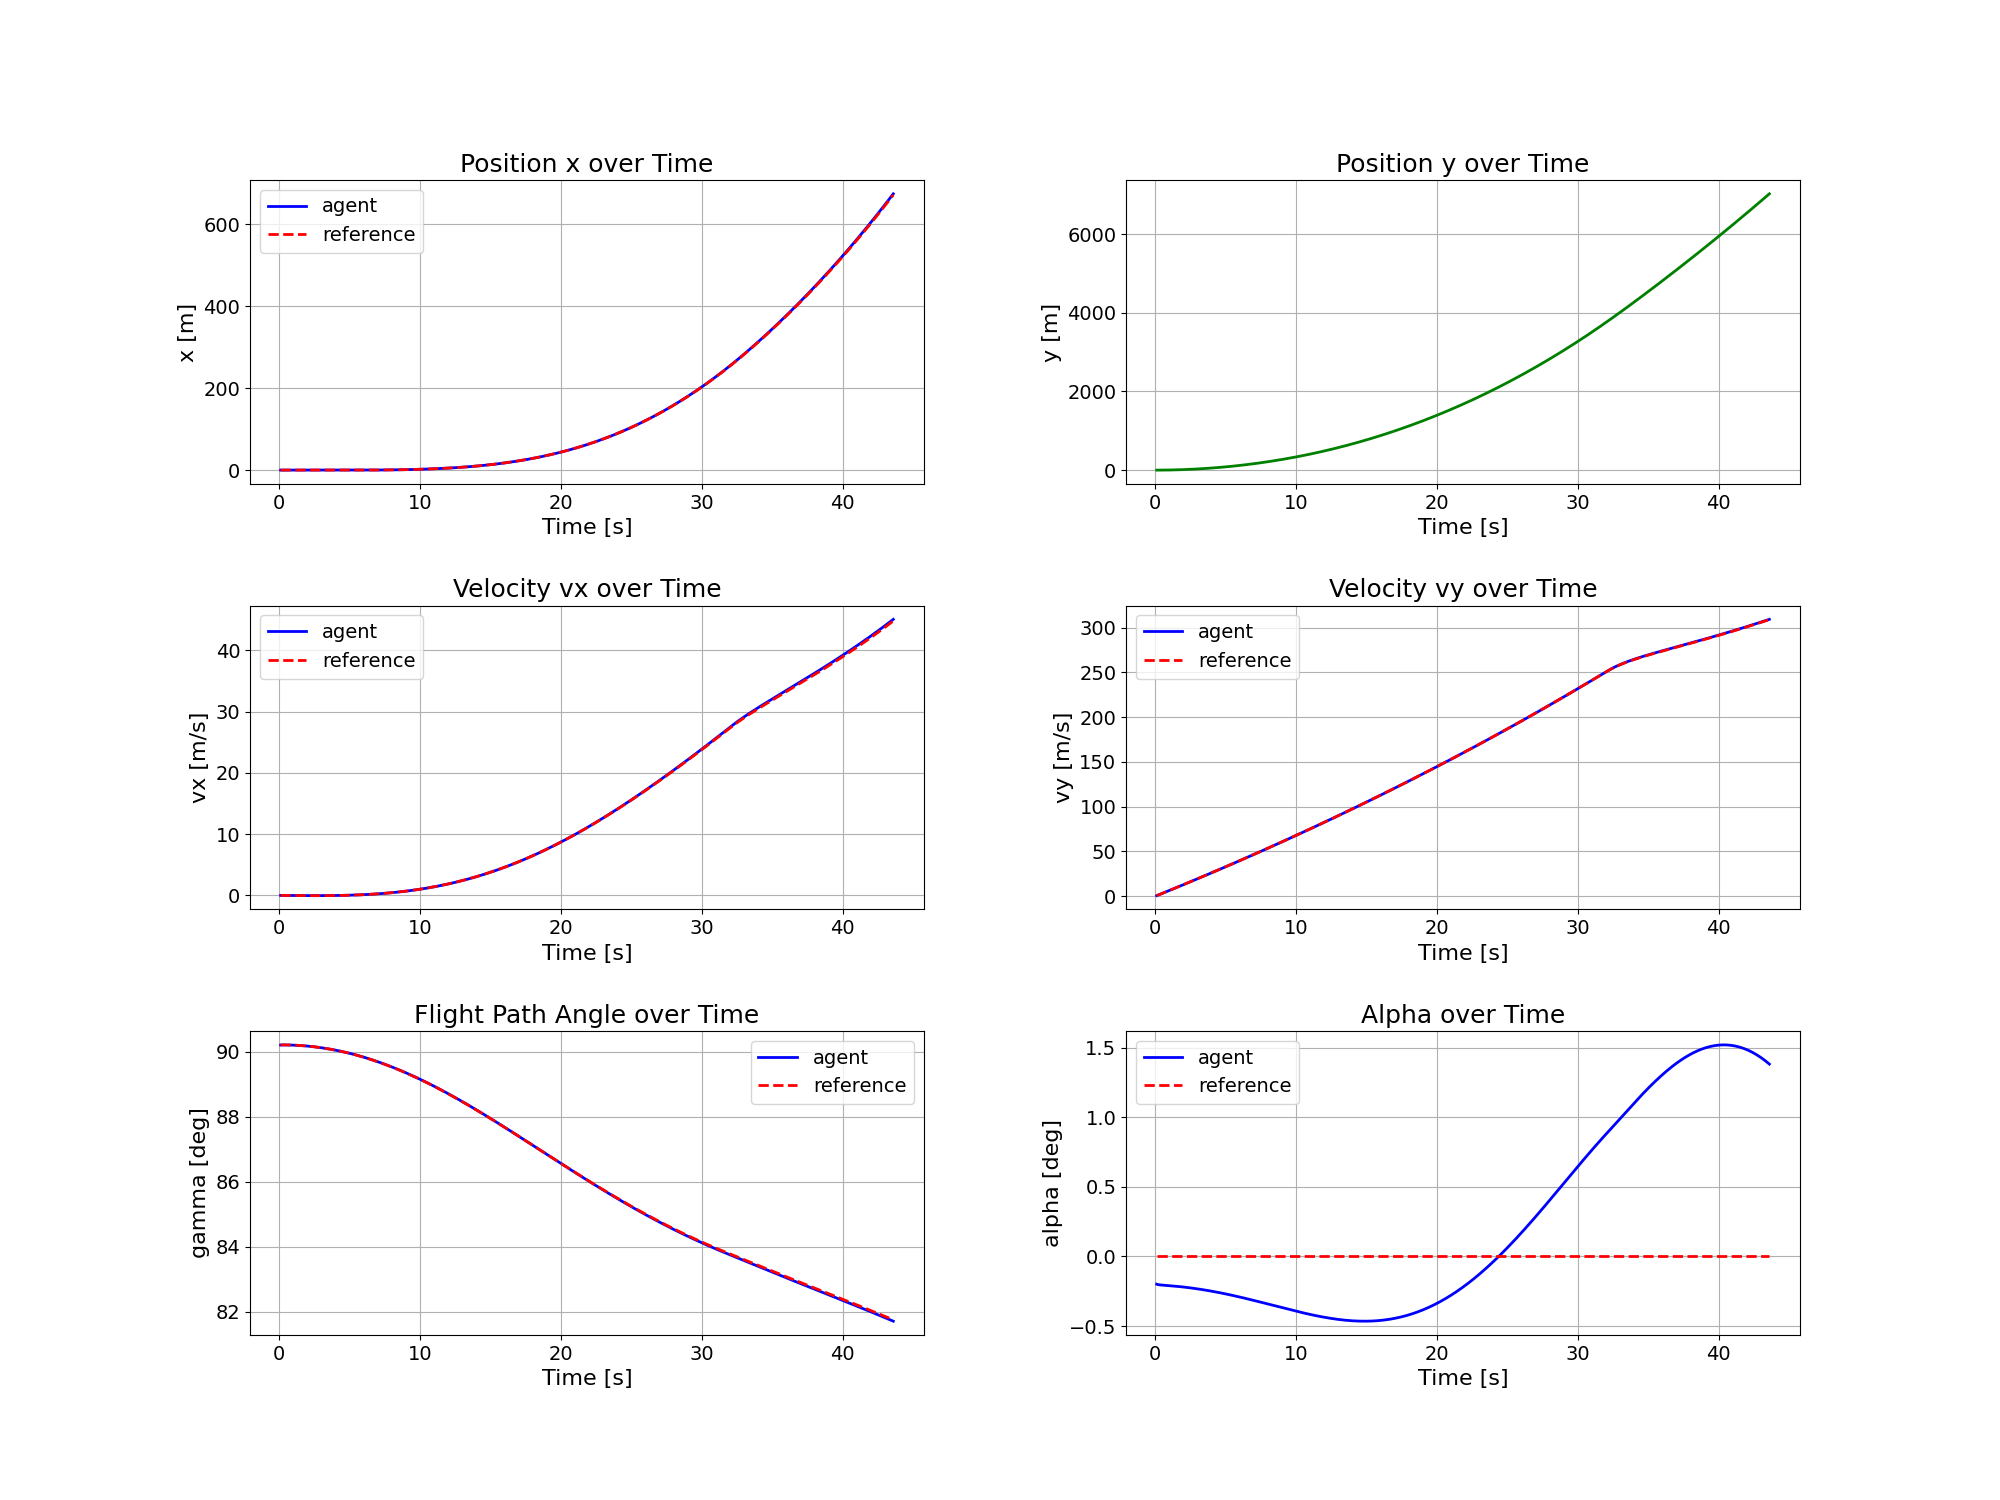 Position x over Time
agent
reference
600
400
200
0
x [m]
0 10 20 30 40
Time [s]
Position y over Time
6000
4000
2000
0
y [m]
0 10 20 30 40
Time [s]
Velocity vx over Time
agent
reference
40
30
20
10
0
vx [m/s]
0 10 20 30 40
Time [s]
Velocity vy over Time
agent
reference
300
250
200
150
100
50
0
vy [m/s]
0 10 20 30 40
Time [s]
Flight Path Angle over Time
agent
reference
90
88
86
84
82
gamma [deg]
0 10 20 30 40
Time [s]
Alpha over Time
agent
reference
1.5
1.0
0.5
0.0
−0.5
alpha [deg]
0 10 20 30 40
Time [s]